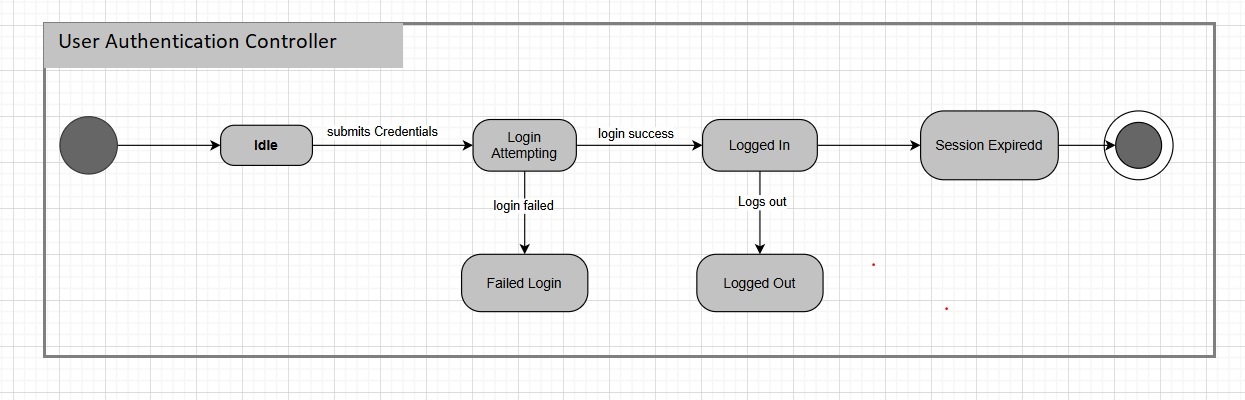 User Authentication Controller
Idle
submits Credentials
Login
Attempting
login success
Logged In
Session Expiredd
login failed
Logs out
Failed Login
Logged Out